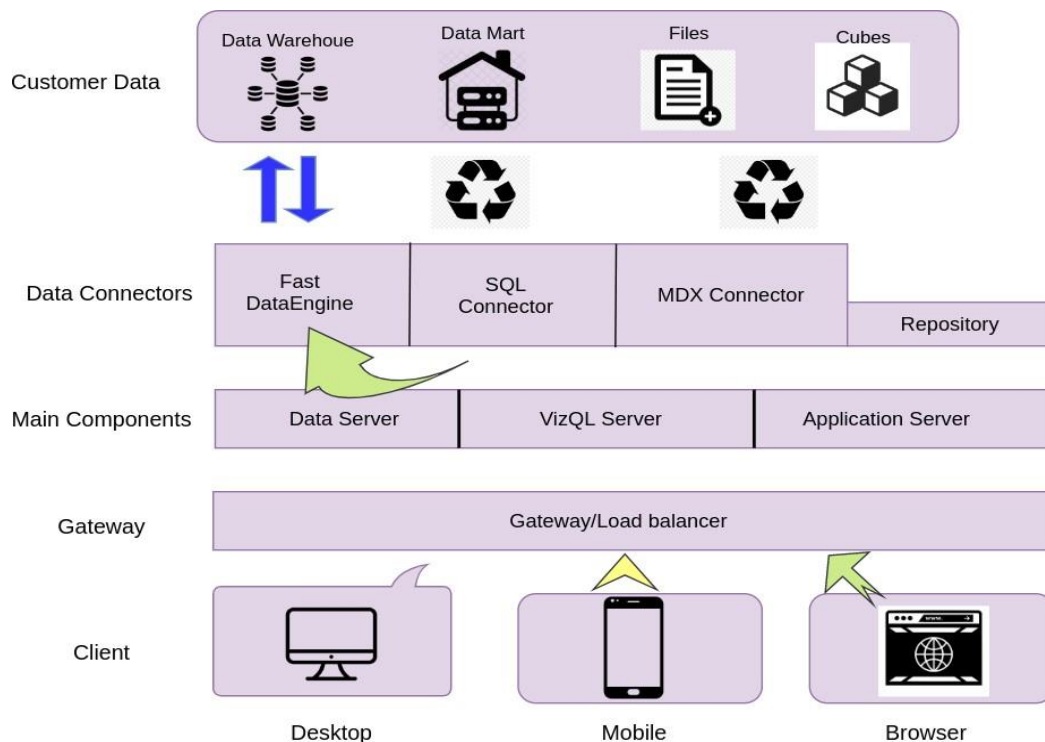 Customer Data
Data Warehoue
Data Mart
Files
Cubes
Data Connectors
Fast
DataEngine
SQL
Connector
MDX Connector
Repository
Main Components
Data Server
VizQL Server
Application Server
Gateway
Gateway/Load balancer
Client
www.
Desktop
Mobile
Browser